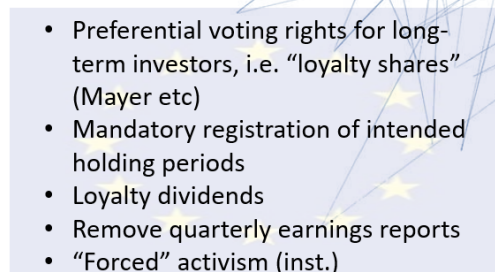 • Preferential voting rights for long-
term investors, i.e. “loyalty shares”
(Mayer etc)
• Mandatory registration of intended
holding periods
• Loyalty dividends
• Remove quarterly earnings reports
• “Forced” activism (inst.)